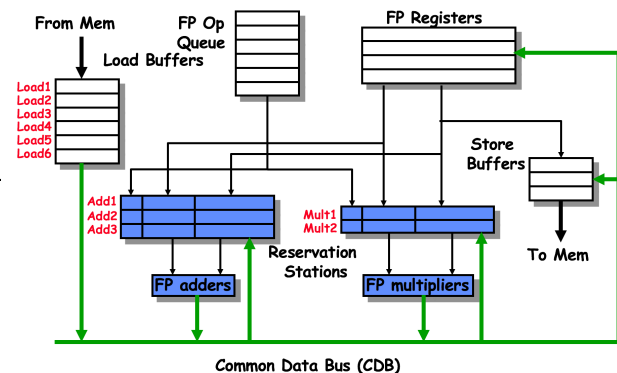 From Mem
FP Op
Queue
FP Registers
Load Buffers
Load1
Load2
Load3
Load4
Load5
Load6
Store
Buffers
Add1
Add2
Add3
Mult1
Mult2
Reservation
Stations
To Mem
FP adders
FP multipliers
Common Data Bus (CDB)